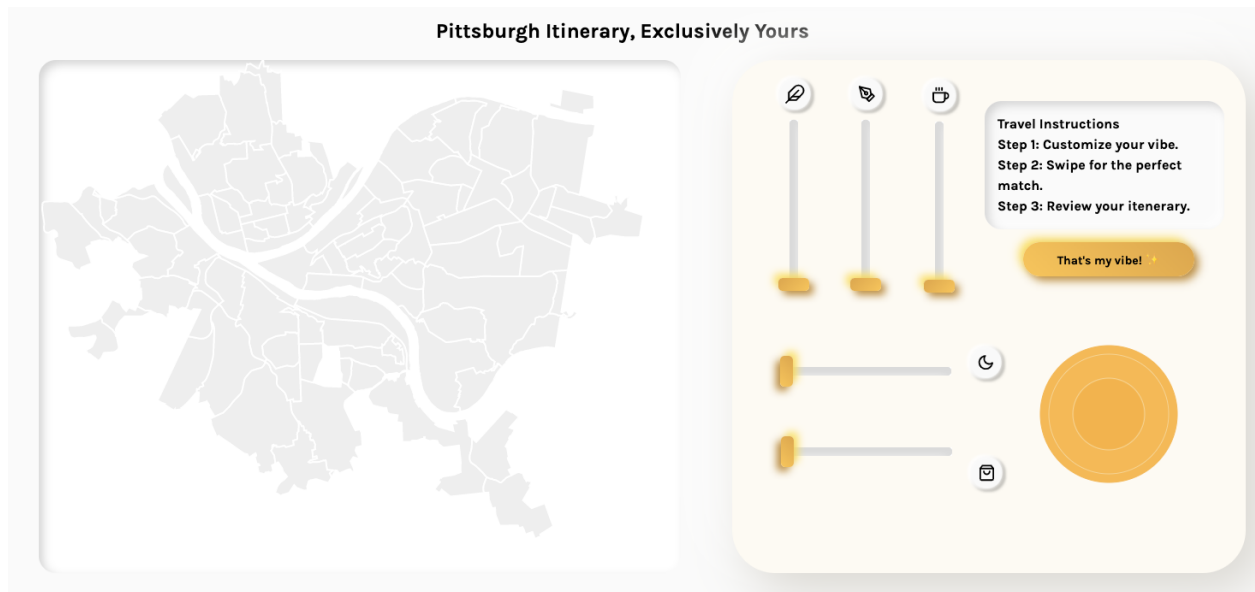 Pittsburgh Itinerary, Exclusively Yours
Travel Instructions
Step 1: Customize your vibe.
Step 2: Swipe for the perfect
match.
Step 3: Review your itenerary.
That's my vibe! ✨